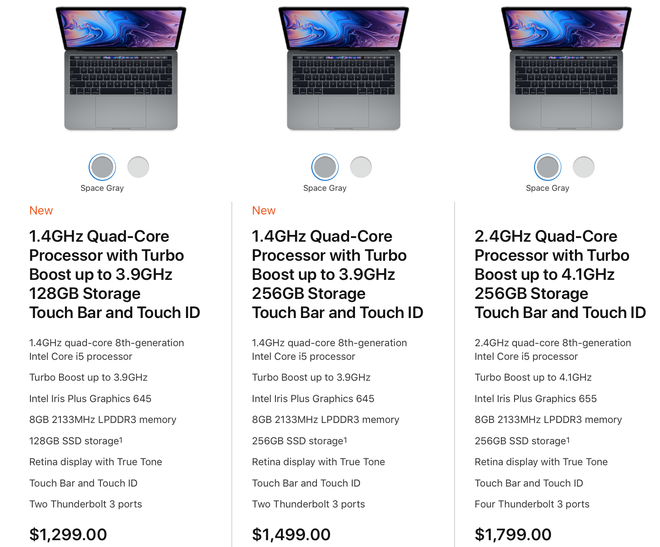 Space Gray
New
1.4GHz Quad-Core
Processor with Turbo
Boost up to 3.9GHz
128GB Storage
Touch Bar and Touch ID
1.4GHz quad-core 8th-generation
Intel Core i5 processor
Turbo Boost up to 3.9GHz
Intel Iris Plus Graphics 645
8GB 2133MHz LPDDR3 memory
128GB SSD storage¹
Retina display with True Tone
Touch Bar and Touch ID
Two Thunderbolt 3 ports
$1,299.00
Space Gray
New
1.4GHz Quad-Core
Processor with Turbo
Boost up to 3.9GHz
256GB Storage
Touch Bar and Touch ID
1.4GHz quad-core 8th-generation
Intel Core i5 processor
Turbo Boost up to 3.9GHz
Intel Iris Plus Graphics 645
8GB 2133MHz LPDDR3 memory
256GB SSD storage¹
Retina display with True Tone
Touch Bar and Touch ID
Two Thunderbolt 3 ports
$1,499.00
Space Gray
2.4GHz Quad-Core
Processor with Turbo
Boost up to 4.1GHz
256GB Storage
Touch Bar and Touch ID
2.4GHz quad-core 8th-generation
Intel Core i5 processor
Turbo Boost up to 4.1GHz
Intel Iris Plus Graphics 655
8GB 2133MHz LPDDR3 memory
256GB SSD storage¹
Retina display with True Tone
Touch Bar and Touch ID
Four Thunderbolt 3 ports
$1,799.00